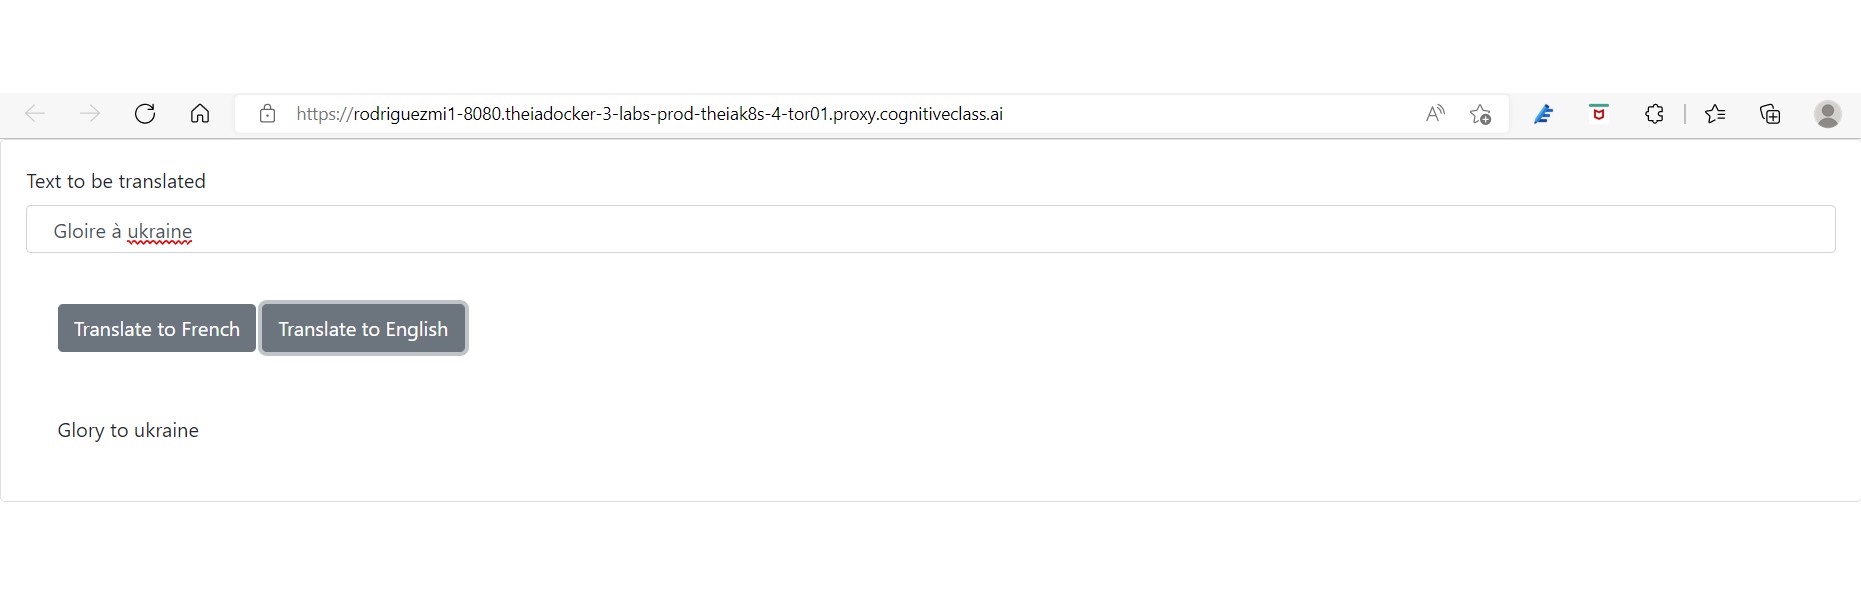 https://rodriguezmi1-8080.theiadocker-3-labs-prod-theiak8s-4-tor01.proxy.cognitiveclass.ai
Text to be translated
Gloire à ukraine
Translate to French Translate to English
Glory to ukraine